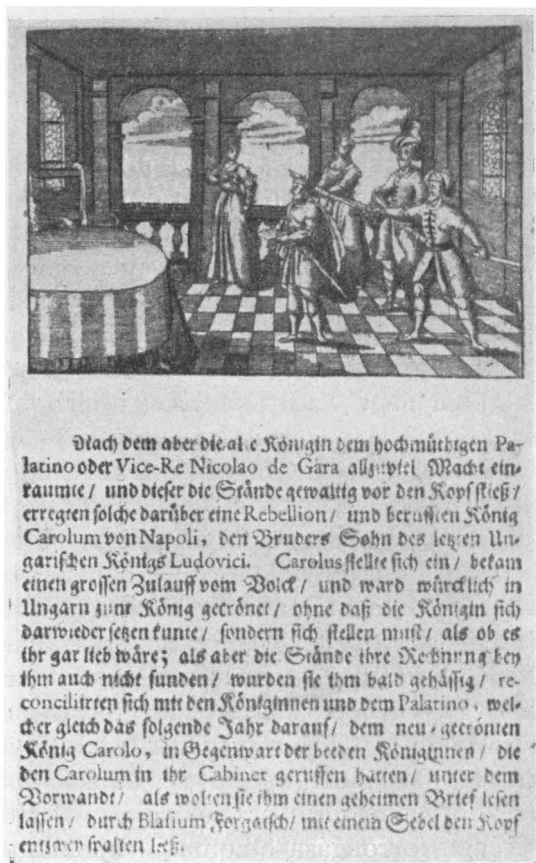 Nach dem aber die alte Königin dem hochmüthigen Pa-
latino oder Vice-Re Nicolao de Gara allzuviel Macht ein-
raumte / und dieser die Stände gewaltig vor den Kopf stieß /
erregten solche darüber eine Rebellion / und berufften König
Carolum von Napoli, den Bruders Sohn des letzten Un-
garischen Königs Ludovici. Carolus stellte sich ein / bekam
einen grossen Zulauff vom Volck / und ward würcklich in
Ungarn zum König gecrönet / ohne daß die Königin sich
darwieder setzen kunte / sondern sich stellen must / als ob es
ihr gar lieb wäre; als aber die Stände ihre Rechnung bey
ihm auch nicht funden / wurden sie ihm bald gehässig / re-
conciliirten sich mit den Königinnen und dem Palatino, wel-
cher gleich das folgende Jahr darauf / dem neu-gecrönten
König Carolo, in Gegenwart der beeden Königinnen / die
den Carolum in ihr Cabinet geruffen hatten / unter dem
Vorwandt / als wolten sie ihm einen geheimen Brief lesen
lassen / durch Blasium Forgatsch / mit einem Sebel den Kopf
entzwey spalten ließ.